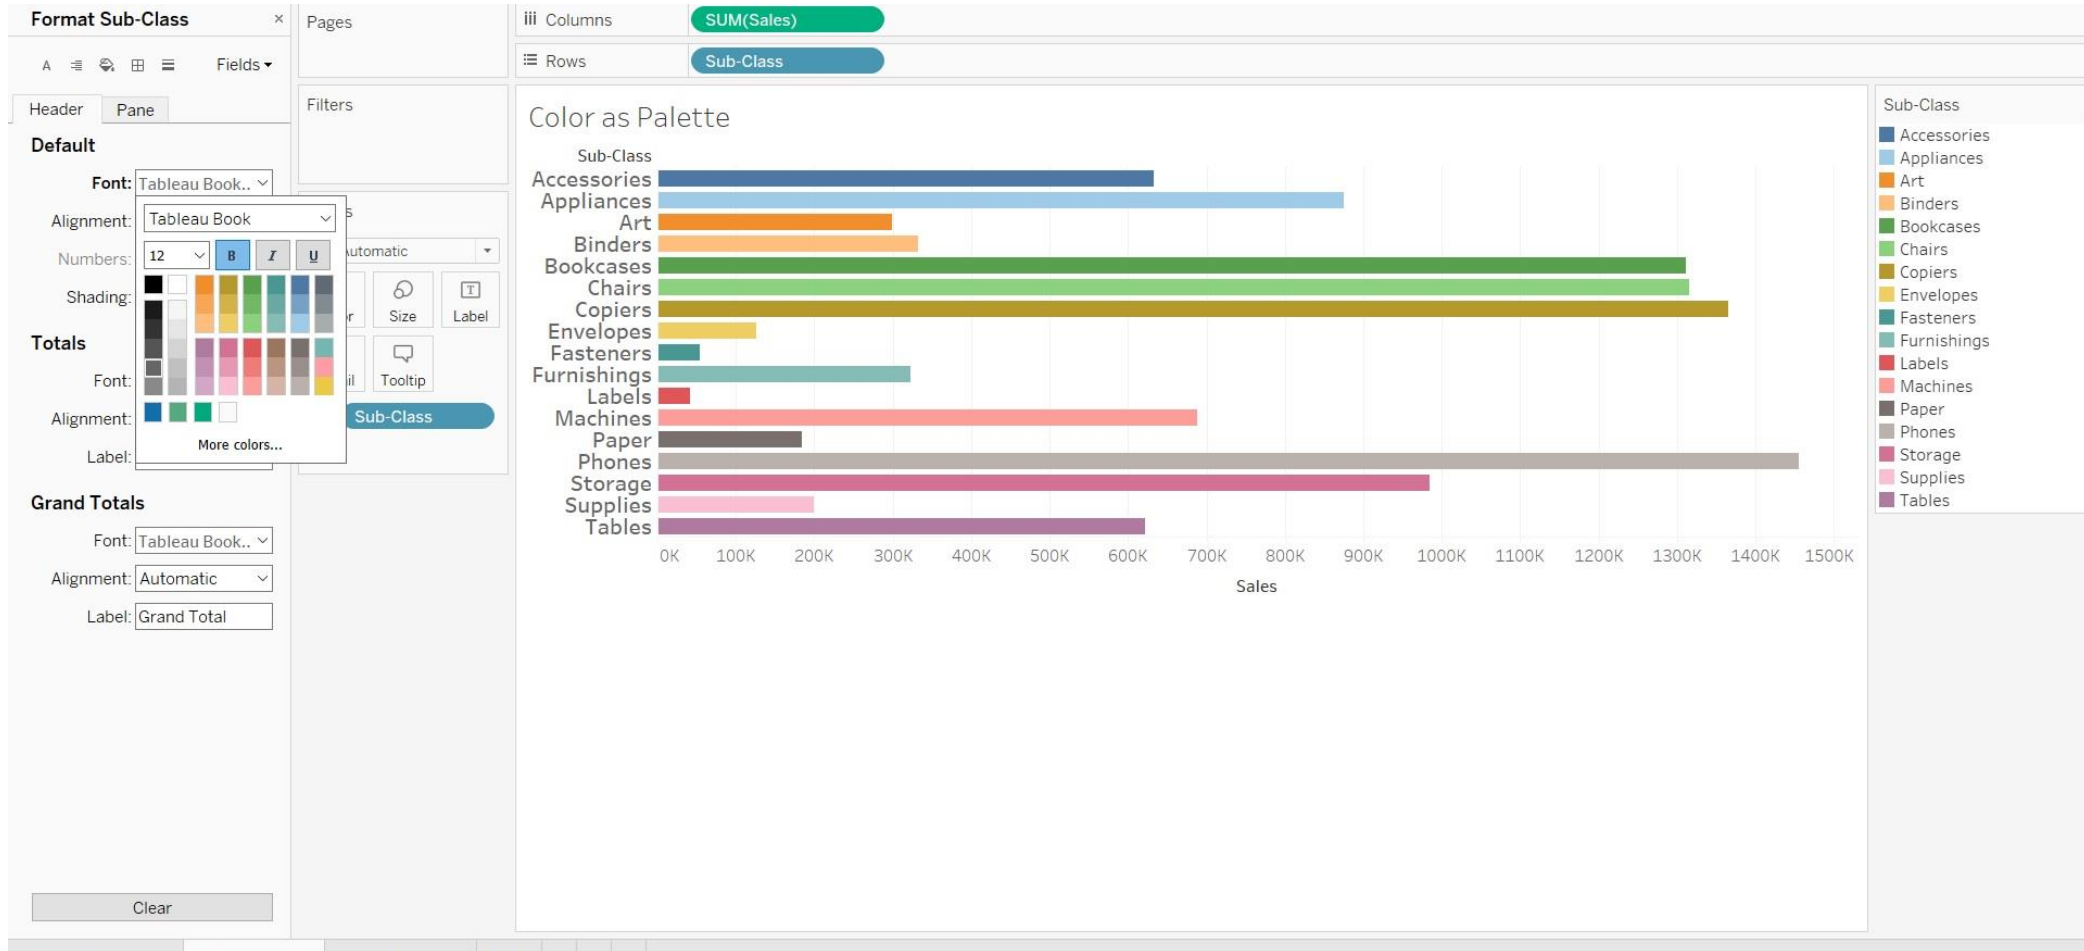 Format Sub-Class ×
A
Fields
Header Pane
Default
Font: Tableau Book..
Alignment:
Numbers:
Shading:
Tableau Book
12 B I U
More colors...
Totals
Font:
Alignment:
Label:
Grand Totals
Font: Tableau Book..
Alignment: Automatic
Label: Grand Total
Clear
Pages
Filters
s
utomatic
r
Size
T
Label
il
Tooltip
Sub-Class
iii Columns SUM(Sales)
Rows Sub-Class
Color as Palette
Sub-Class
Accessories
Appliances
Art
Binders
Bookcases
Chairs
Copiers
Envelopes
Fasteners
Furnishings
Labels
Machines
Paper
Phones
Storage
Supplies
Tables
0K 100K 200K 300K 400K 500K 600K 700K 800K 900K 1000K 1100K 1200K 1300K 1400K 1500K
Sales
Sub-Class
Accessories
Appliances
Art
Binders
Bookcases
Chairs
Copiers
Envelopes
Fasteners
Furnishings
Labels
Machines
Paper
Phones
Storage
Supplies
Tables